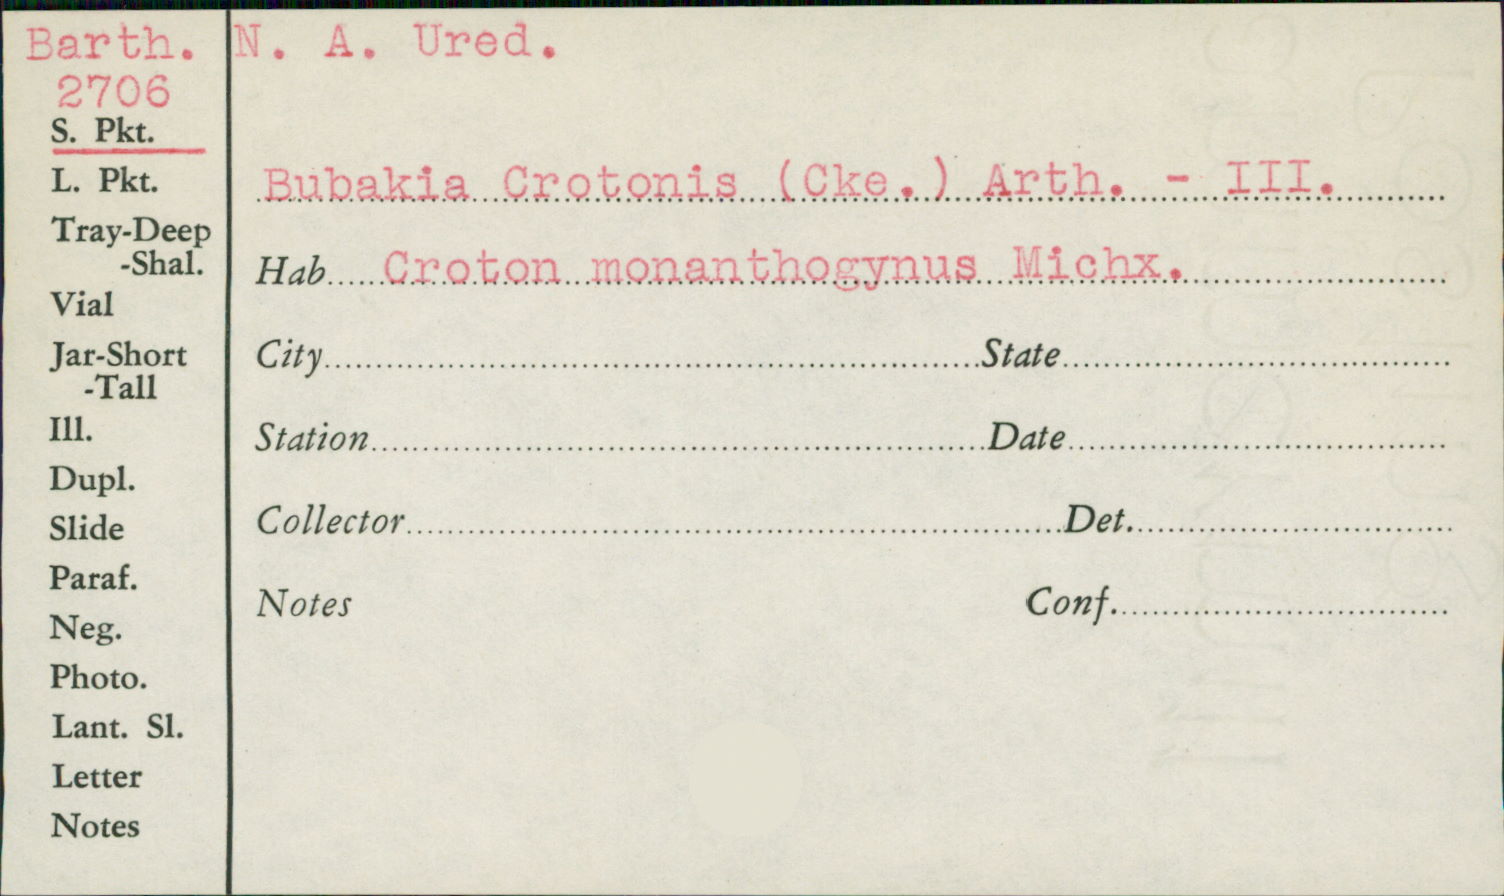 Barth. N. A. Ured.
2706
S. Pkt.
L. Pkt.
Tray-Deep
-Shal.
Vial
Jar-Short
-Tall
Ill.
Dupl.
Slide
Paraf.
Neg.
Photo.
Lant. Sl.
Letter
Notes
Bubakia Crotonis (Cke.) Arth. - III.
Hab. Croton monanthogynus Michx.
City State
Station Date
Collector Det.
Notes Conf.